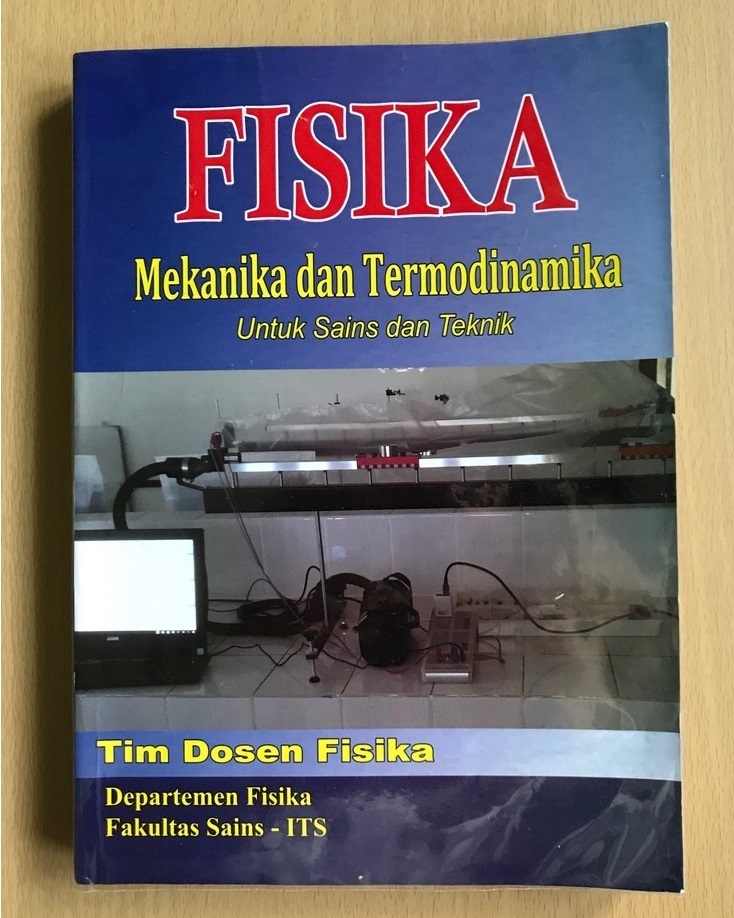 FISIKA
Mekanika dan Termodinamika
Untuk Sains dan Teknik
Tim Dosen Fisika
Departemen Fisika
Fakultas Sains - ITS